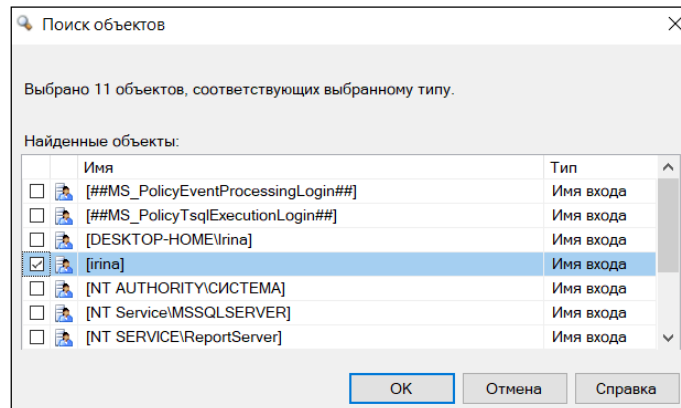 Поиск объектов
Выбрано 11 объектов, соответствующих выбранному типу.
Найденные объекты:
Имя Тип
[##MS_PolicyEventProcessingLogin##] Имя входа
[##MS_PolicyTsqlExecutionLogin##] Имя входа
[DESKTOP-HOME\Irina] Имя входа
[irina] Имя входа
[NT AUTHORITY\СИСТЕМА] Имя входа
[NT Service\MSSQLSERVER] Имя входа
[NT SERVICE\ReportServer] Имя входа
OK Отмена Справка